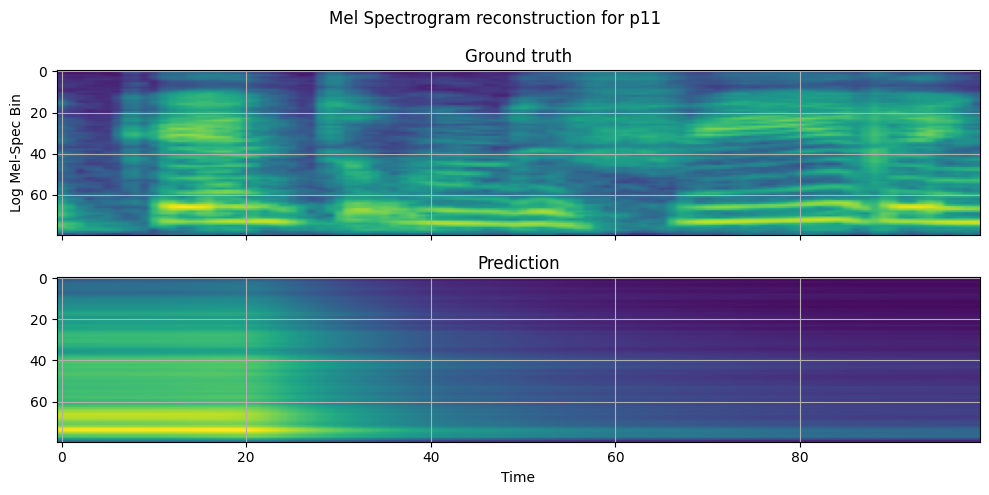 Mel Spectrogram reconstruction for p11
Ground truth
0
20
40
60
Log Mel-Spec Bin
Prediction
0
20
40
60
0 20 40 60 80
Time